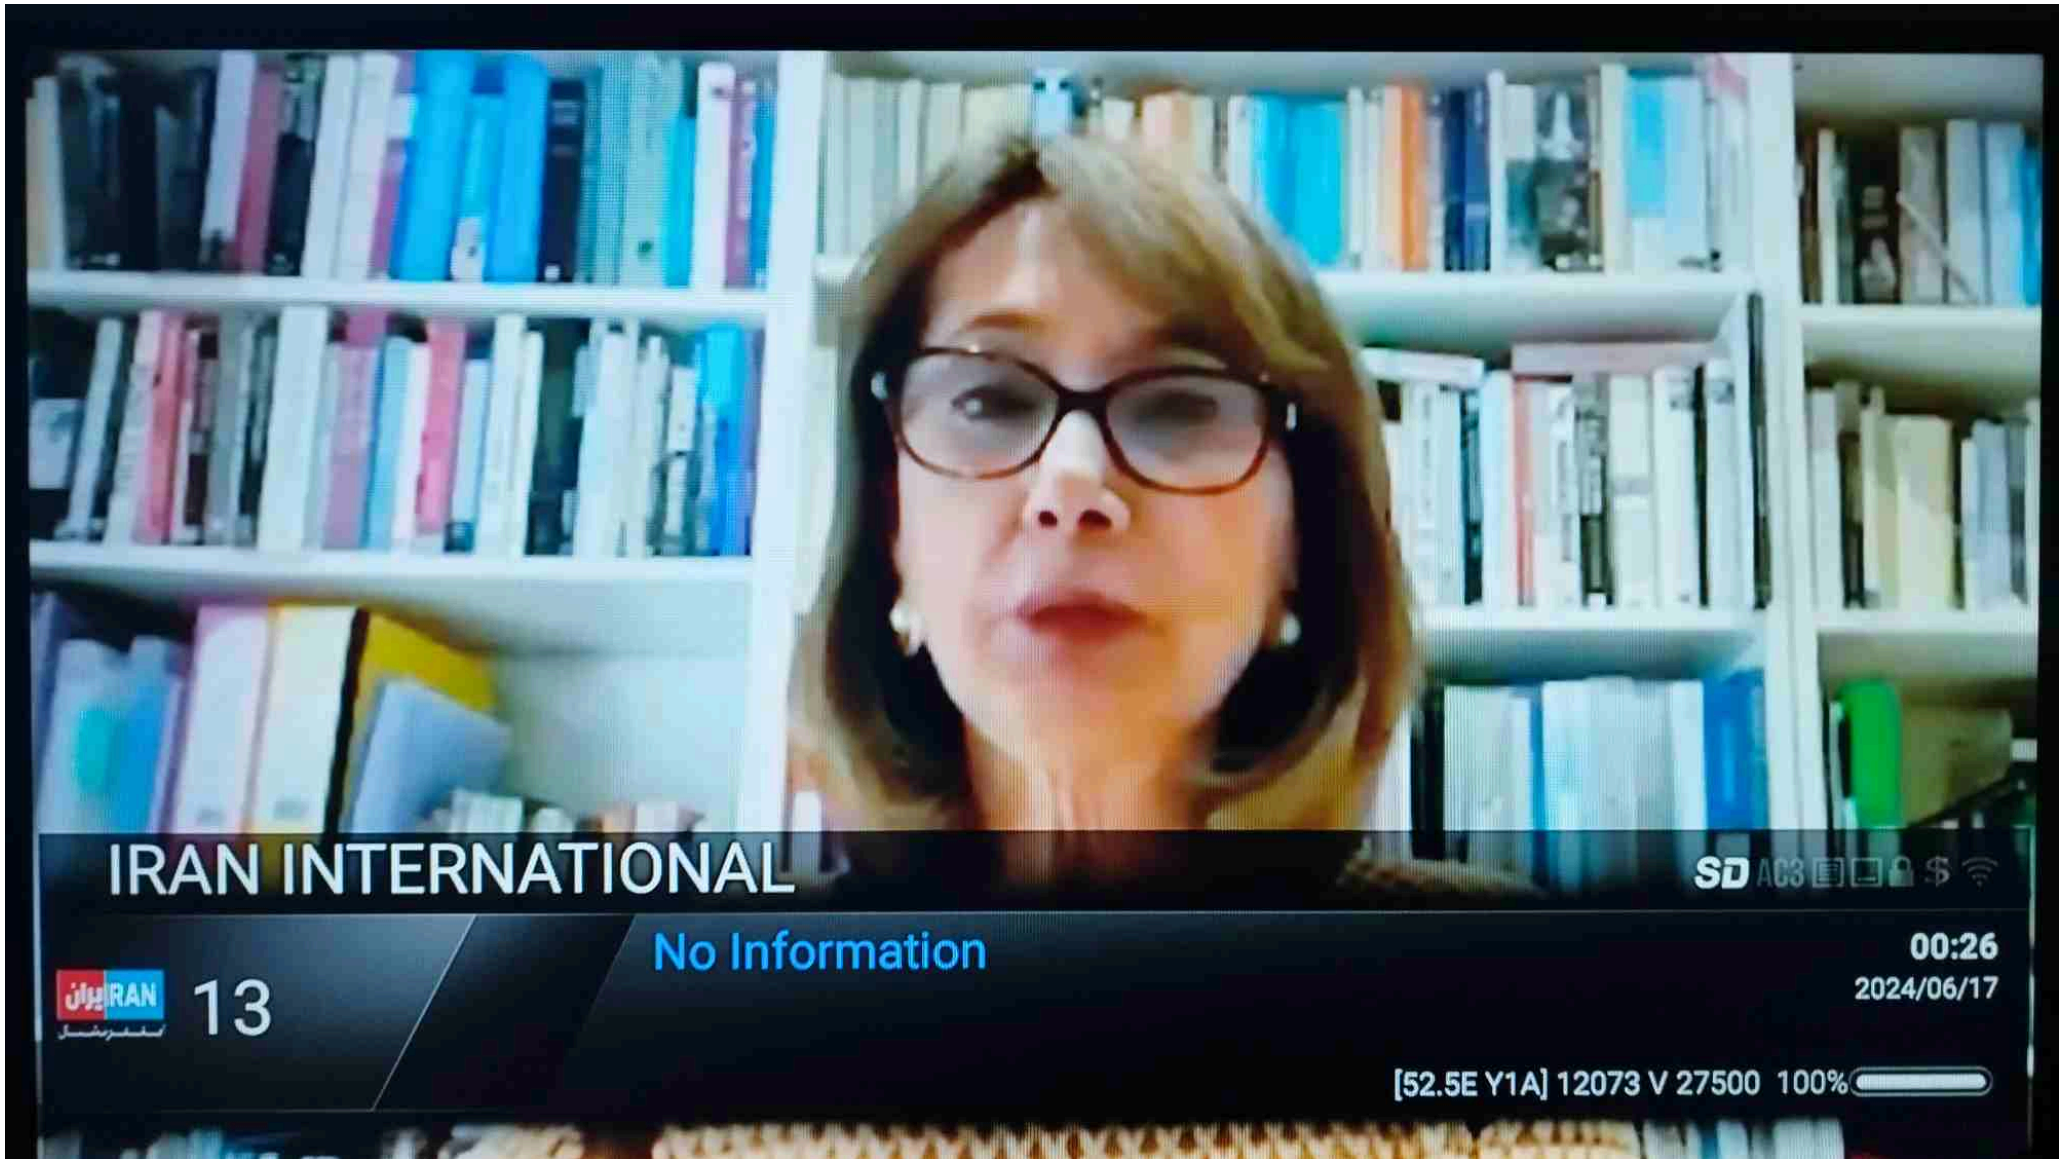 IRAN INTERNATIONAL
SD AC3 $
No Information
00:26
ایران IRAN
اینترنشنال
13
2024/06/17
[52.5E Y1A] 12073 V 27500 100%